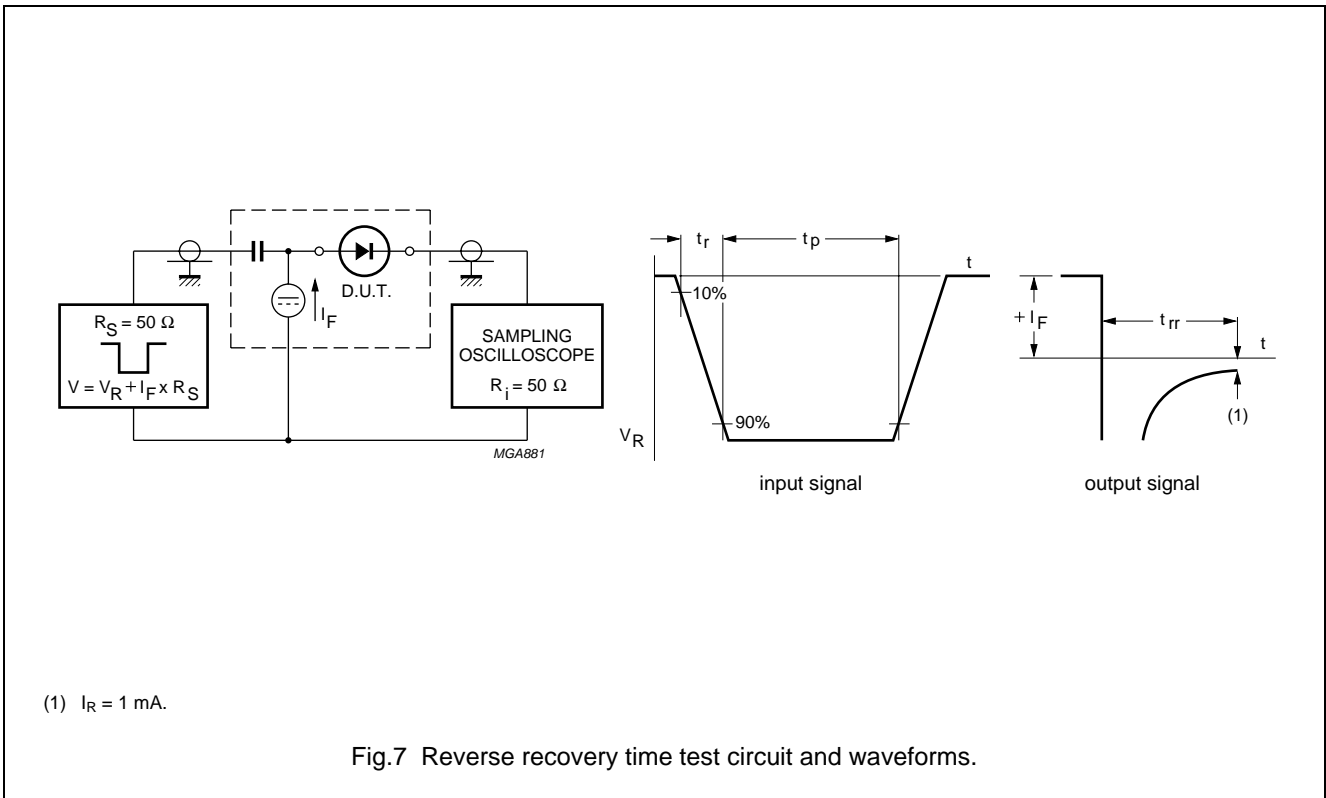 R_S = 50 Ω
V = V_R + I_F x R_S
I_F
D.U.T.
SAMPLING
OSCILLOSCOPE
R_i = 50 Ω
MGA881
t_r
t_p
t
10%
90%
V_R
input signal
+ I_F
t_rr
t
(1)
output signal
(1) I_R = 1 mA.
Fig.7 Reverse recovery time test circuit and waveforms.